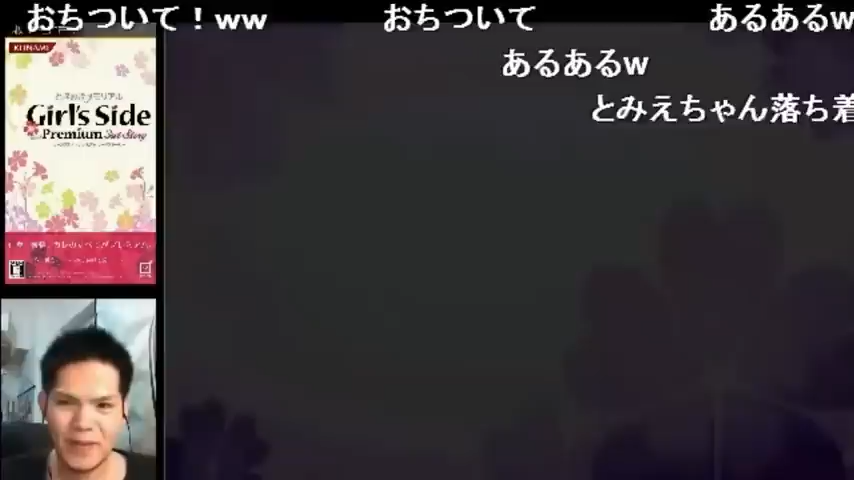 おちついて！ww
おちついて
あるあるw
あるあるw
とみえちゃん落ち着
KONAMI
ときめきメモリアル
Girl's Side
Premium 3rd Story